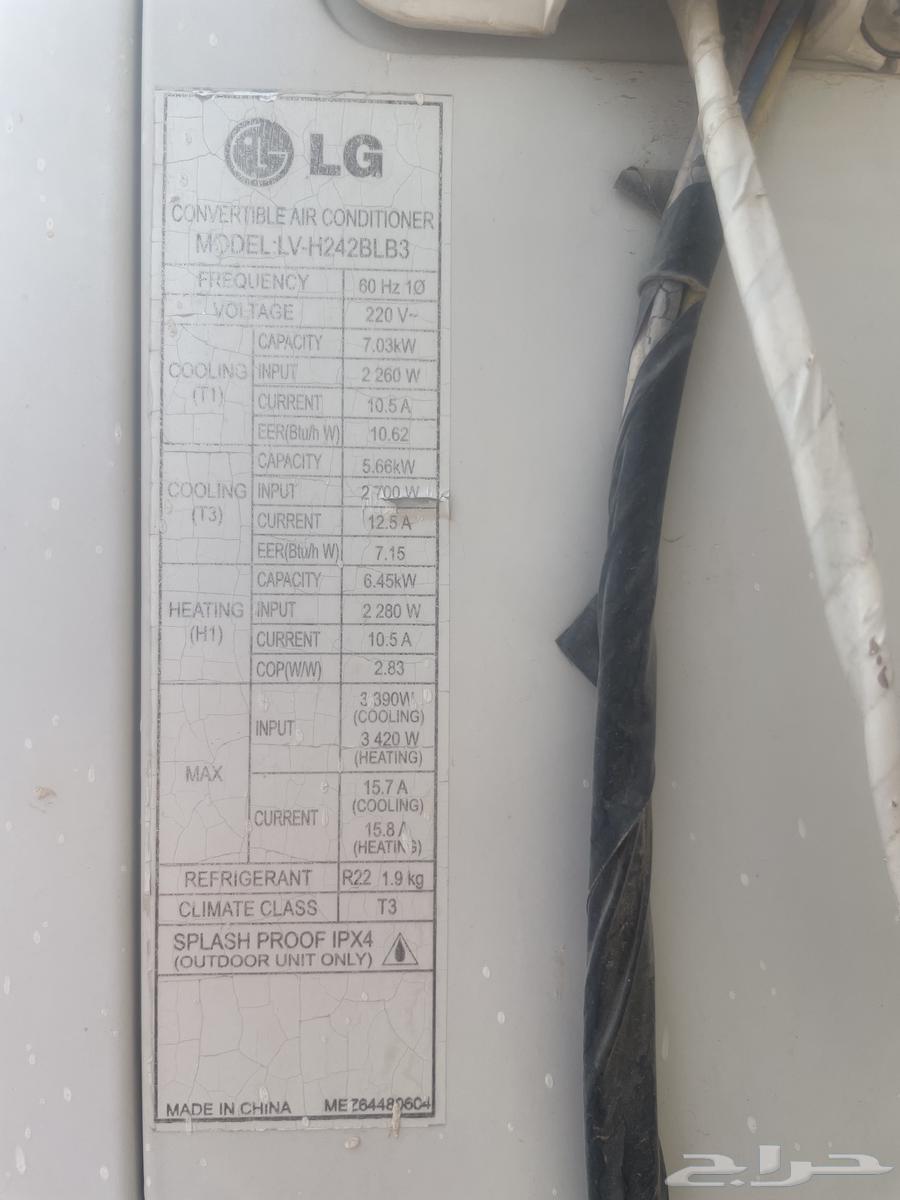 LG
CONVERTIBLE AIR CONDITIONER
MODEL:LV-H242BLB3
FREQUENCY 60 Hz 1Ø
VOLTAGE 220 V~
COOLING (T1) CAPACITY 7.03kW
INPUT 2 260 W
CURRENT 10.5 A
EER(Btu/h W) 10.62
COOLING (T3) CAPACITY 5.66kW
INPUT 2 700 W
CURRENT 12.5 A
EER(Btu/h W) 7.15
HEATING (H1) CAPACITY 6.45kW
INPUT 2 280 W
CURRENT 10.5 A
COP(W/W) 2.83
MAX INPUT 3 390W
(COOLING)
3 420 W
(HEATING)
CURRENT 15.7 A
(COOLING)
15.8 A
(HEATING)
REFRIGERANT R22 1.9 kg
CLIMATE CLASS T3
SPLASH PROOF IPX4
(OUTDOOR UNIT ONLY)
MADE IN CHINA MEZ64489604
حراج